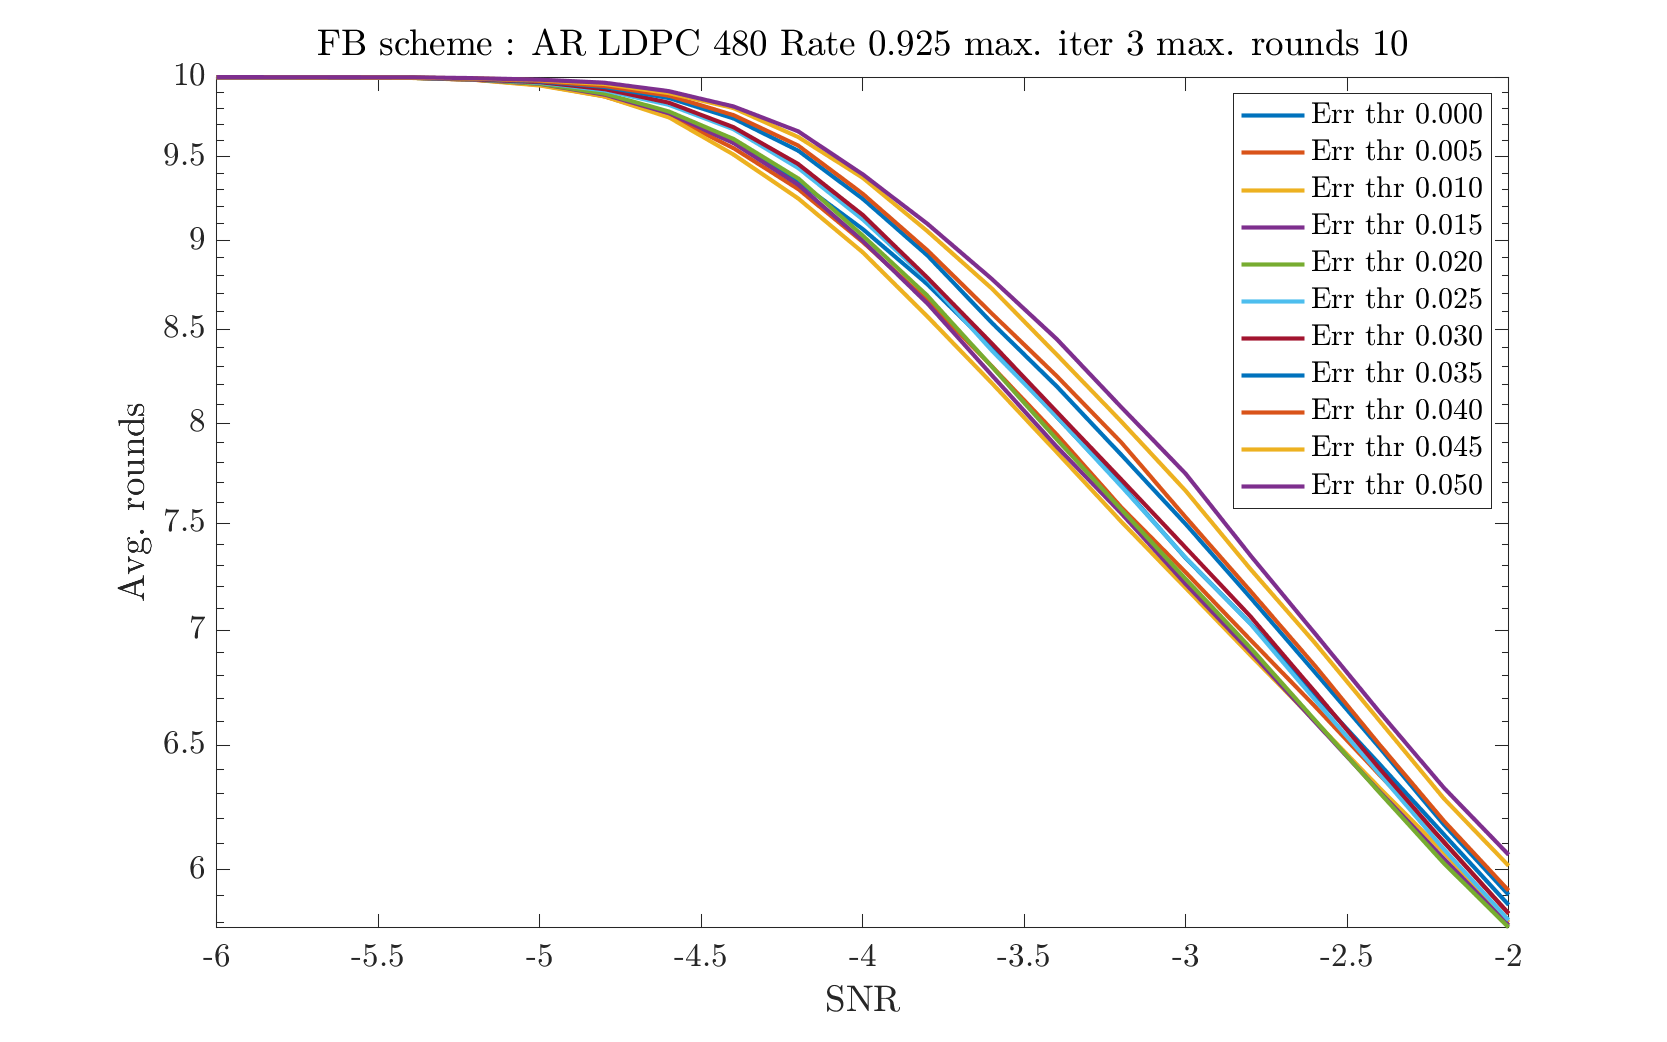 FB scheme : AR LDPC 480 Rate 0.925 max. iter 3 max. rounds 10
10
9.5
9
8.5
8
7.5
7
6.5
6
Avg. rounds
Err thr 0.000
Err thr 0.005
Err thr 0.010
Err thr 0.015
Err thr 0.020
Err thr 0.025
Err thr 0.030
Err thr 0.035
Err thr 0.040
Err thr 0.045
Err thr 0.050
-6 -5.5 -5 -4.5 -4 -3.5 -3 -2.5 -2
SNR